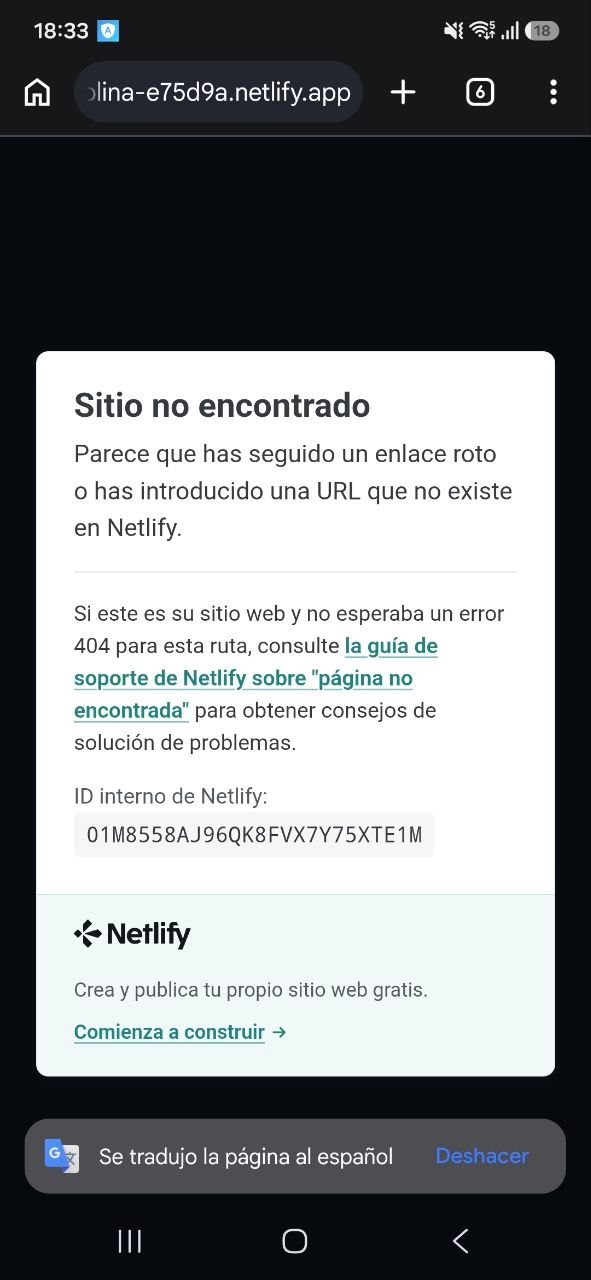 18:33
18
lina-e75d9a.netlify.app
6
Sitio no encontrado
Parece que has seguido un enlace roto
o has introducido una URL que no existe
en Netlify.
Si este es su sitio web y no esperaba un error
404 para esta ruta, consulte la guía de
soporte de Netlify sobre "página no
encontrada" para obtener consejos de
solución de problemas.
ID interno de Netlify:
01M8558AJ96QK8FVX7Y75XTE1M
Netlify
Crea y publica tu propio sitio web gratis.
Comienza a construir →
Se tradujo la página al español Deshacer